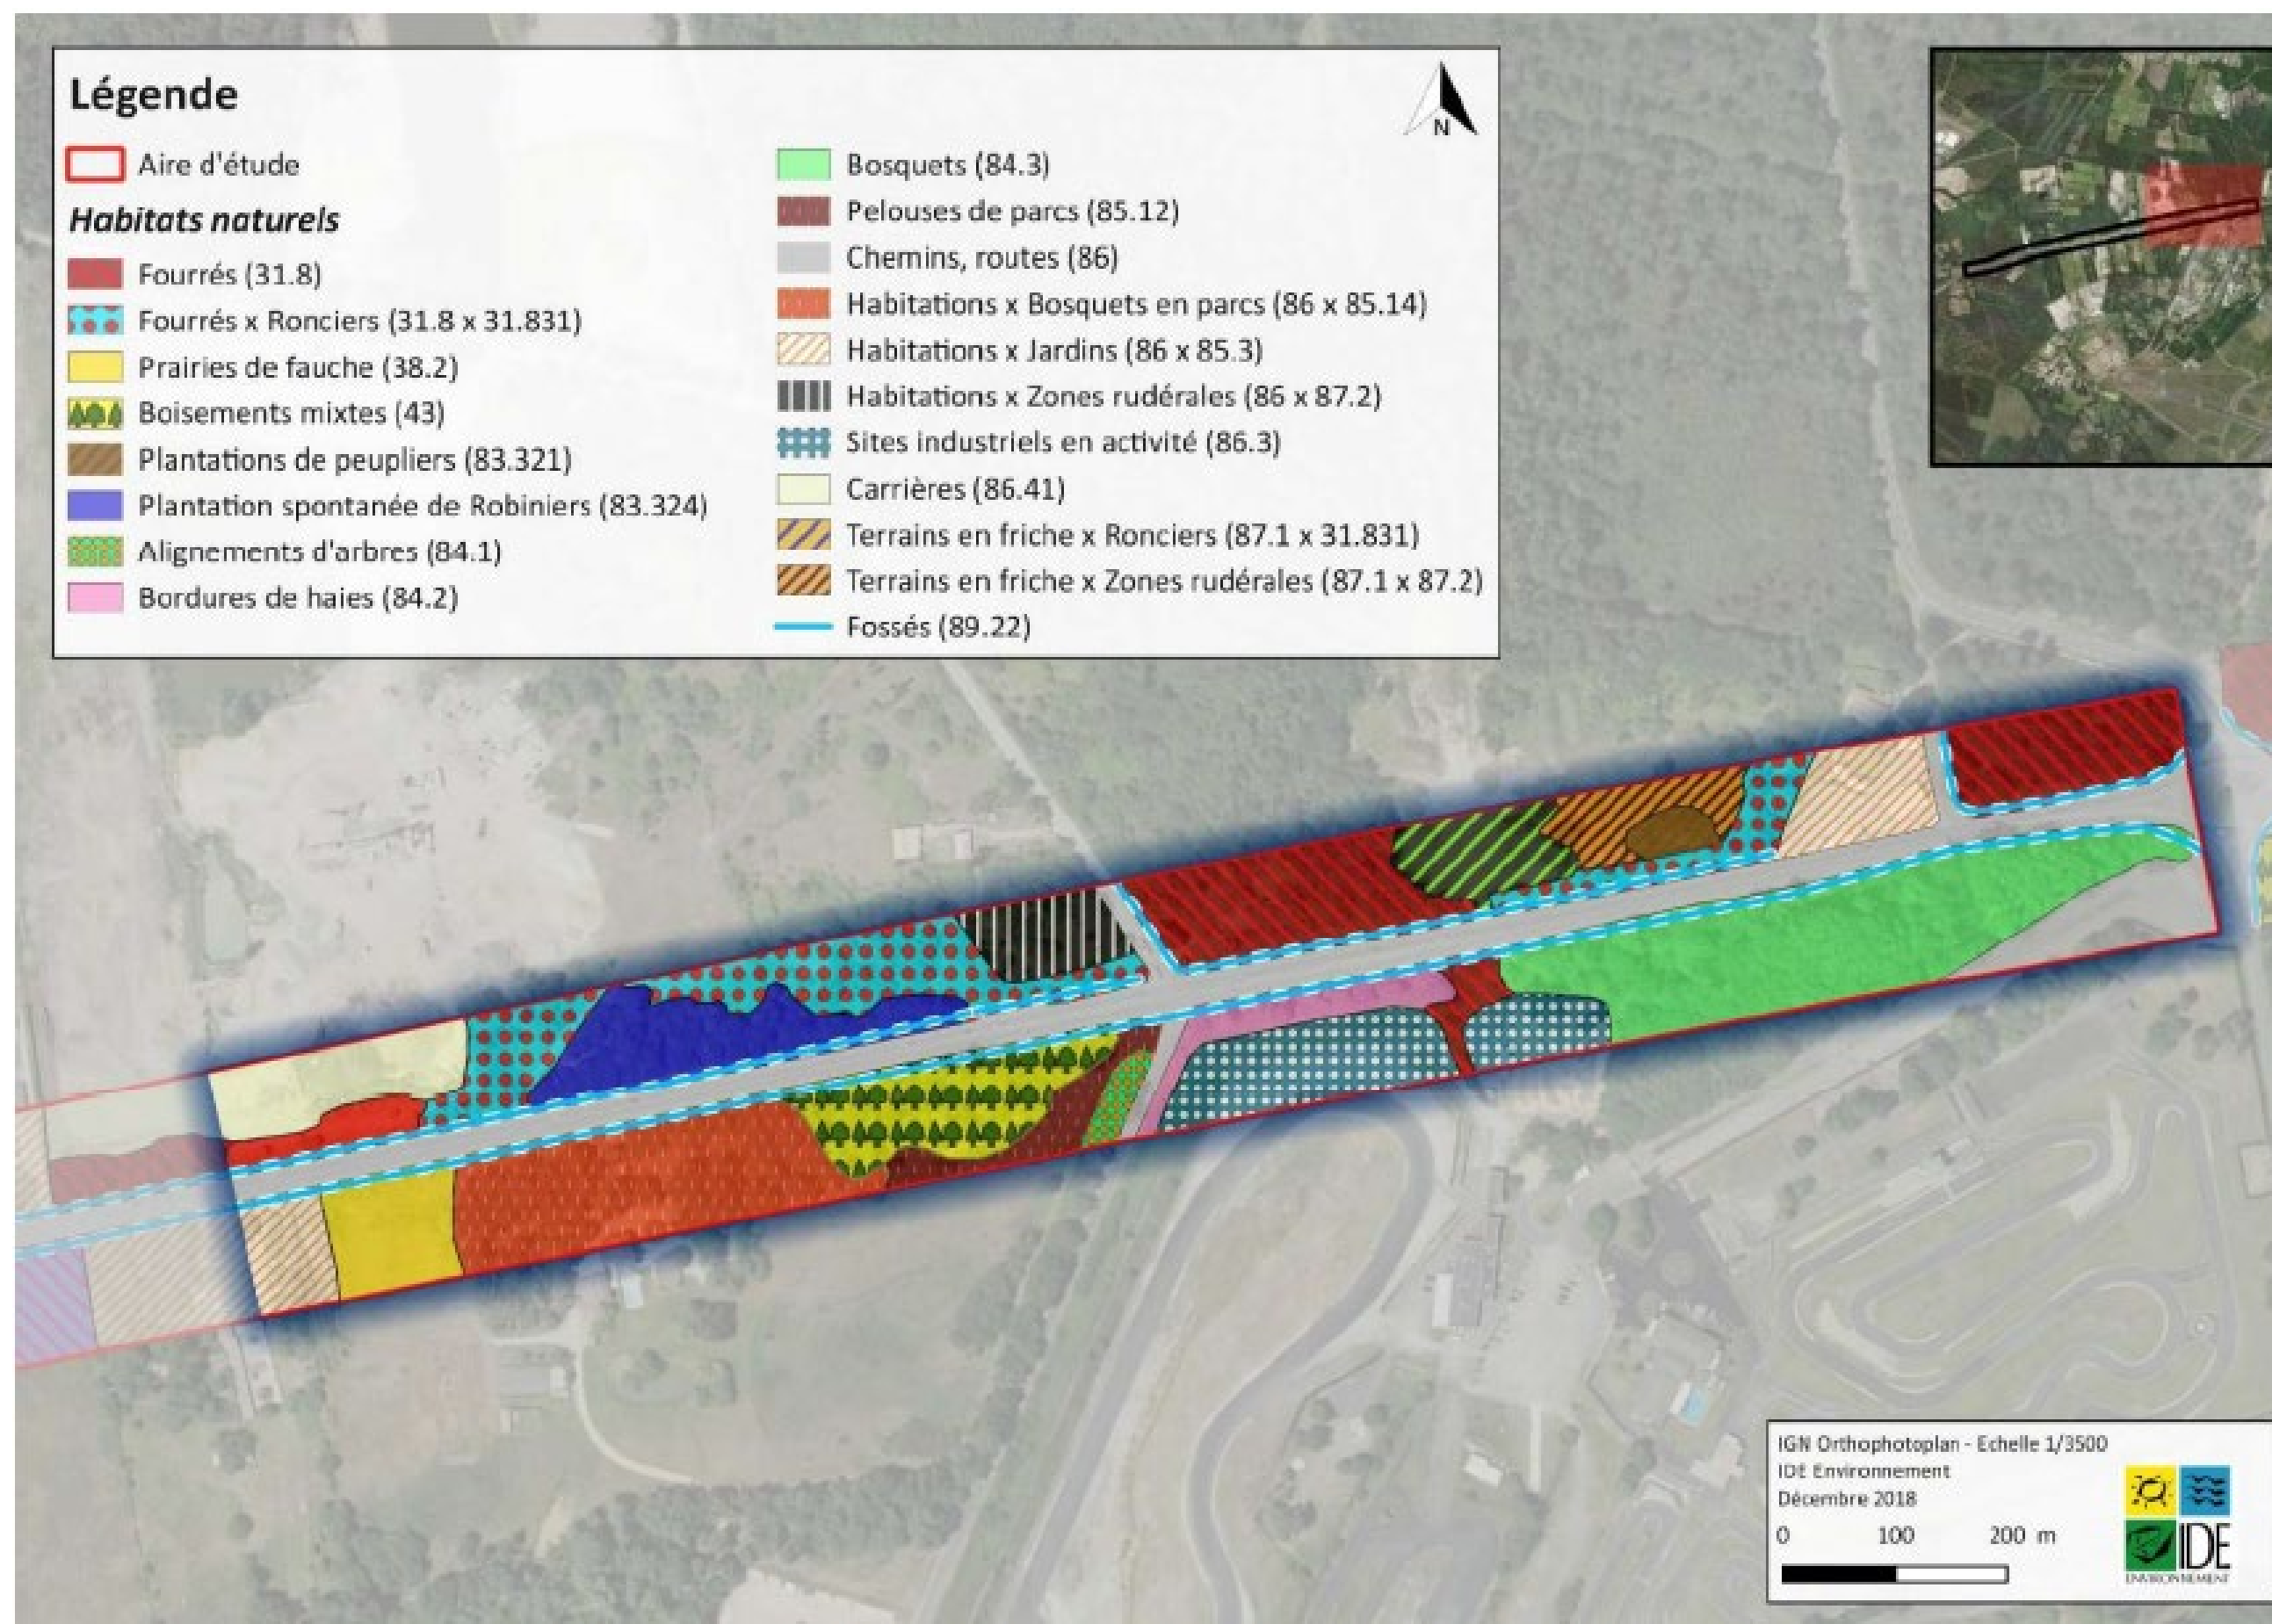 Légende
N
Aire d'étude
Habitats naturels
Fourrés (31.8)
Fourrés x Ronciers (31.8 x 31.831)
Prairies de fauche (38.2)
Boisements mixtes (43)
Plantations de peupliers (83.321)
Plantation spontanée de Robiniers (83.324)
Alignements d'arbres (84.1)
Bordures de haies (84.2)
Bosquets (84.3)
Pelouses de parcs (85.12)
Chemins, routes (86)
Habitations x Bosquets en parcs (86 x 85.14)
Habitations x Jardins (86 x 85.3)
Habitations x Zones rudérales (86 x 87.2)
Sites industriels en activité (86.3)
Carrières (86.41)
Terrains en friche x Ronciers (87.1 x 31.831)
Terrains en friche x Zones rudérales (87.1 x 87.2)
Fossés (89.22)
IGN Orthophotoplan - Echelle 1/3500
IDE Environnement
Décembre 2018
0 100 200 m
IDE
ENVIRONNEMENT